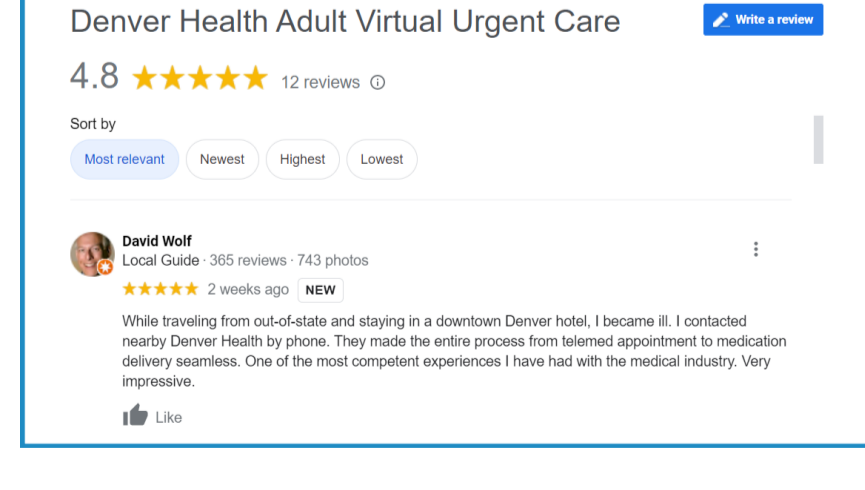 Denver Health Adult Virtual Urgent Care
Write a review
4.8 12 reviews
Sort by
Most relevant Newest Highest Lowest
David Wolf
Local Guide · 365 reviews · 743 photos
2 weeks ago NEW
While traveling from out-of-state and staying in a downtown Denver hotel, I became ill. I contacted
nearby Denver Health by phone. They made the entire process from telemed appointment to medication
delivery seamless. One of the most competent experiences I have had with the medical industry. Very
impressive.
Like